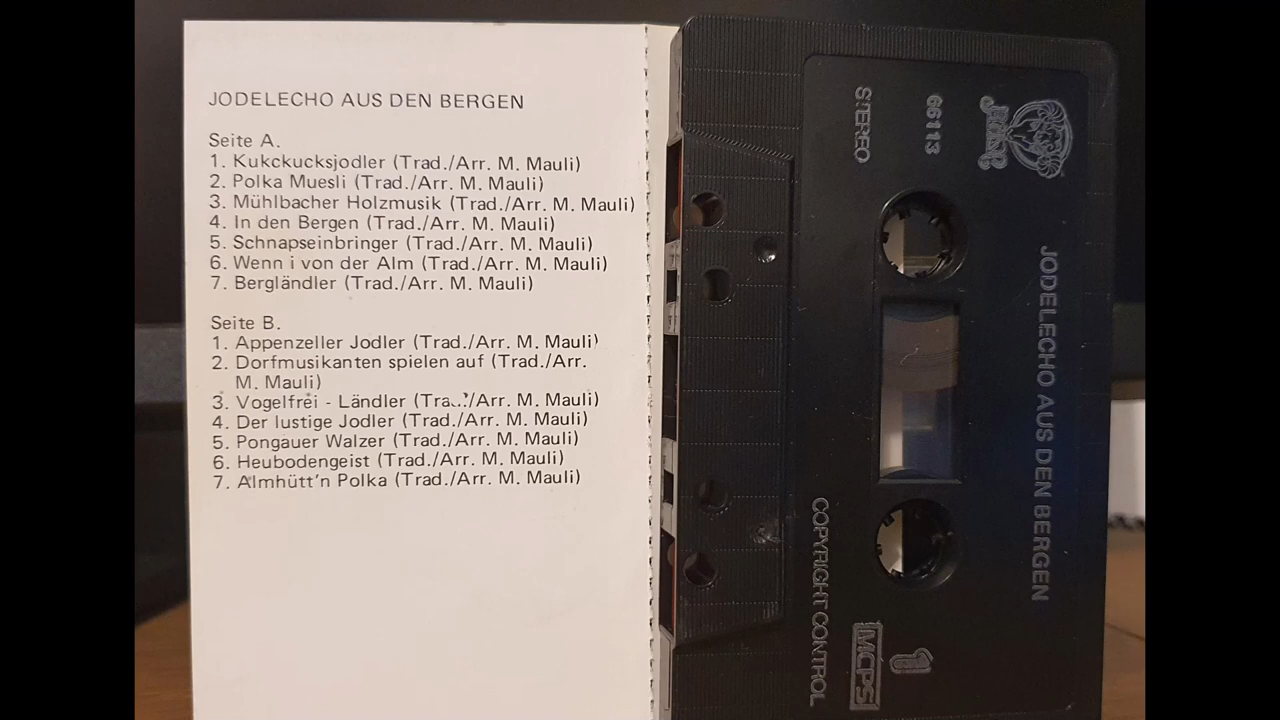 JODELECHO AUS DEN BERGEN
Seite A.
1. Kukckucksjodler (Trad./Arr. M. Mauli)
2. Polka Muesli (Trad./Arr. M. Mauli)
3. Mühlbacher Holzmusik (Trad./Arr. M. Mauli)
4. In den Bergen (Trad./Arr. M. Mauli)
5. Schnapseinbringer (Trad./Arr. M. Mauli)
6. Wenn i von der Alm (Trad./Arr. M. Mauli)
7. Bergländler (Trad./Arr. M. Mauli)
Seite B.
1. Appenzeller Jodler (Trad./Arr. M. Mauli)
2. Dorfmusikanten spielen auf (Trad./Arr.
M. Mauli)
3. Vogelfrei - Ländler (Trad./Arr. M. Mauli)
4. Der lustige Jodler (Trad./Arr. M. Mauli)
5. Pongauer Walzer (Trad./Arr. M. Mauli)
6. Heubodengeist (Trad./Arr. M. Mauli)
7. Almhütt'n Polka (Trad./Arr. M. Mauli)
66113
STEREO
JODELECHO AUS DEN BERGEN
1
MCPS
COPYRIGHT CONTROL